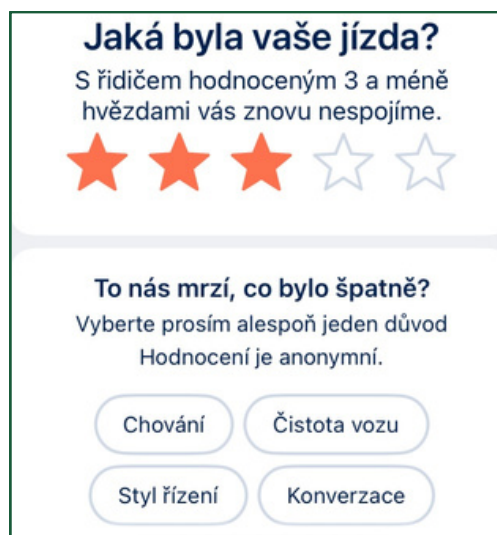 Jaká byla vaše jízda?
S řidičem hodnoceným 3 a méně
hvězdami vás znovu nespojíme.
To nás mrzí, co bylo špatně?
Vyberte prosím alespoň jeden důvod
Hodnocení je anonymní.
Chování
Čistota vozu
Styl řízení
Konverzace